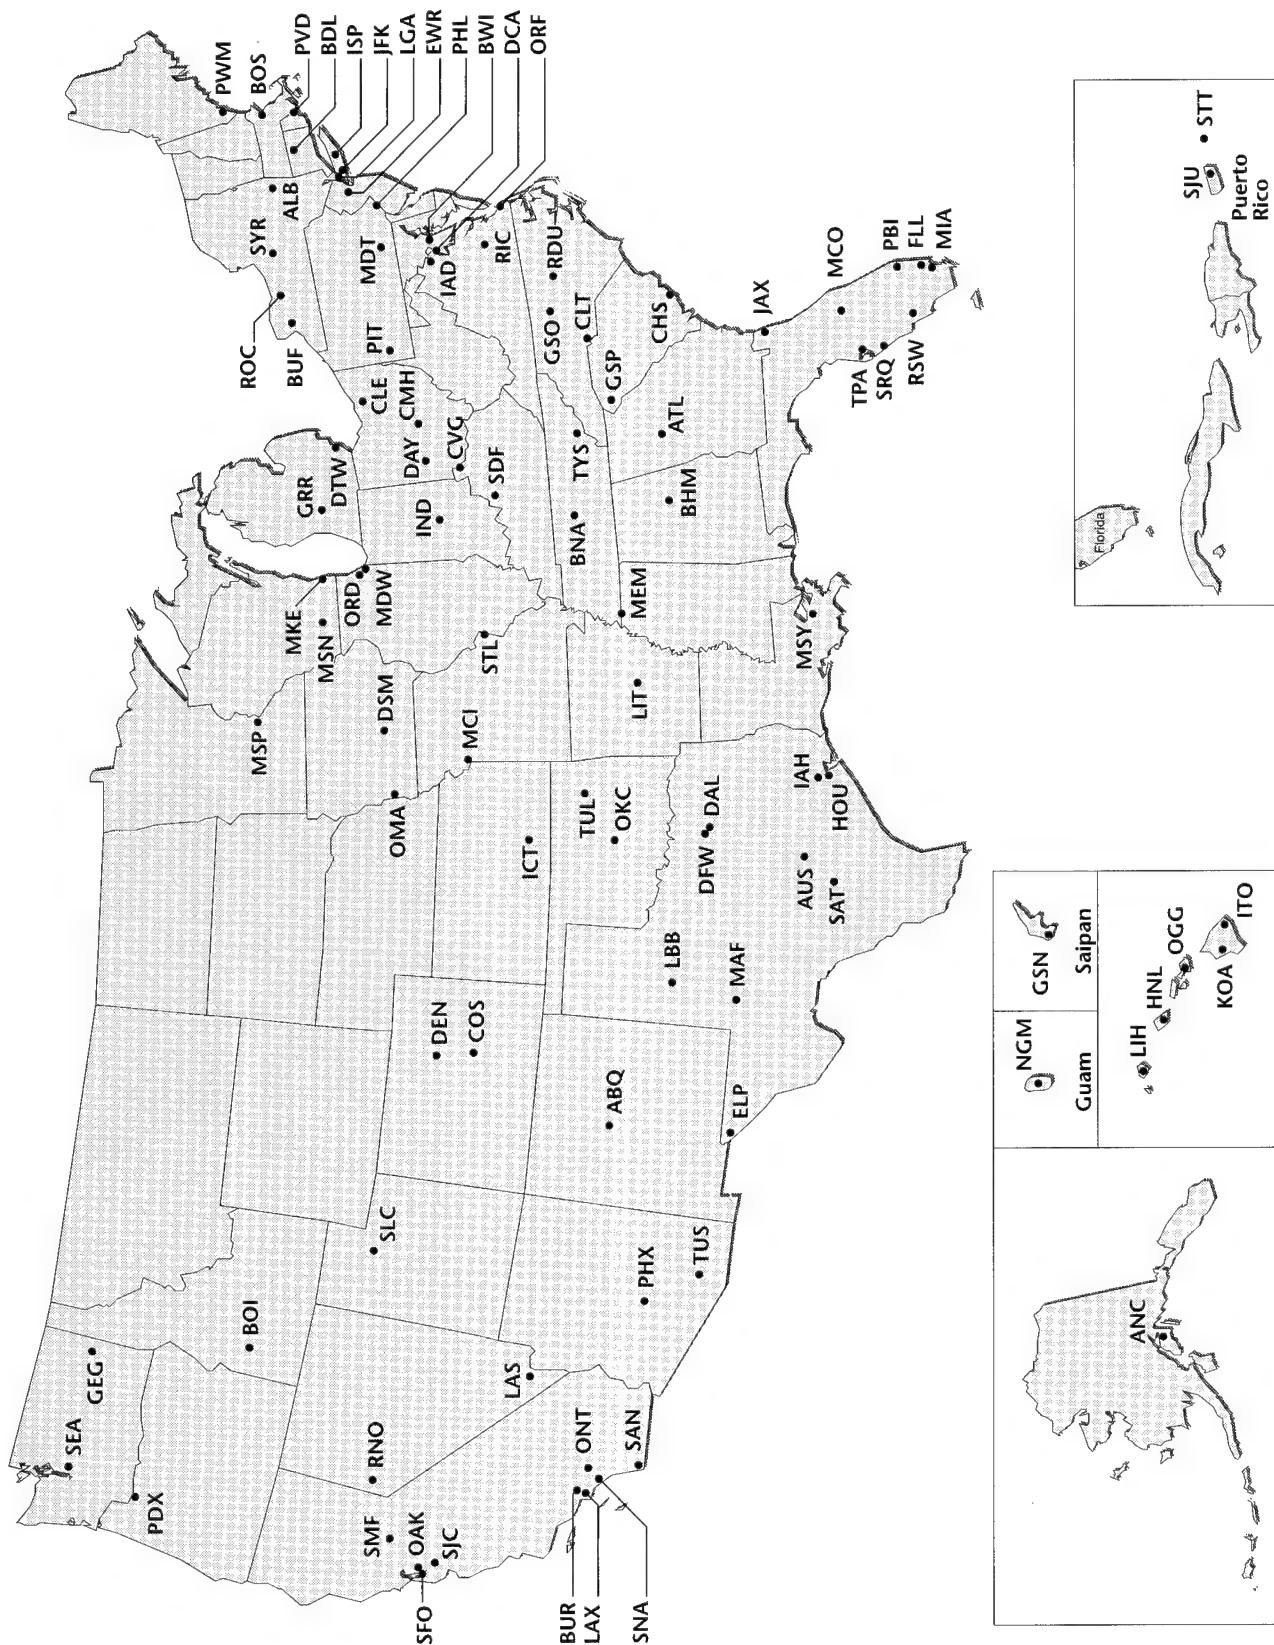 SEA
GEG
PDX
BOI
RNO
SMF
OAK
SJC
SFO
LAS
BUR
LAX
ONT
SNA
SAN
SLC
PHX
TUS
DEN
COS
ABQ
ELP
LBB
MAF
DFW
DAL
AUS
SAT
IAH
HOU
ICT
TUL
OKC
OMA
MCI
DSM
MSP
MSN
MKE
ORD
MDW
STL
LIT
MEM
MSY
GRR
DTW
IND
DAY
CMH
CLE
CVG
SDF
BNA
TYS
BHM
ATL
GSP
CLT
GSO
RDU
CHS
JAX
MCO
TPA
SRQ
RSW
PBI
FLL
MIA
ROC
BUF
SYR
ALB
PIT
MDT
IAD
RIC
PWM
BOS
PVD
BDL
ISP
JFK
LGA
EWR
PHL
BWI
DCA
ORF
ANC
NGM
Guam
GSN
Saipan
LIH
HNL
OGG
KOA
ITO
Florida
SJU
STT
Puerto
Rico